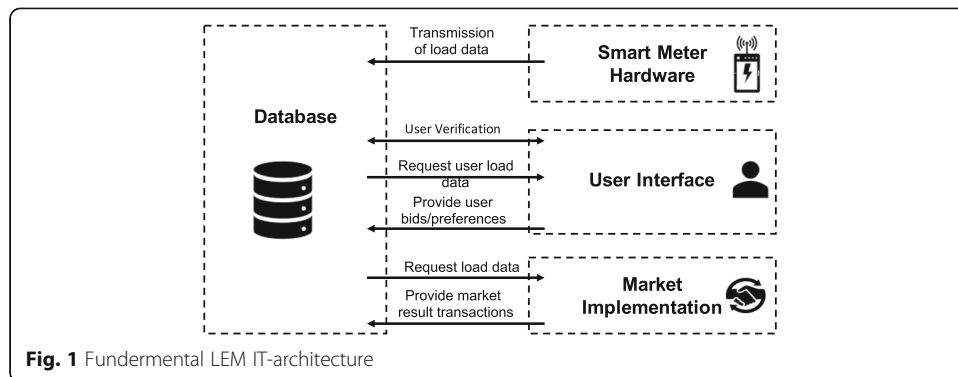 Transmission
of load data
Smart Meter
Hardware
Database
User Verification
Request user load
data
User Interface
Provide user
bids/preferences
Request load data
Market
Implementation
Provide market
result transactions
Fig. 1 Fundermental LEM IT-architecture